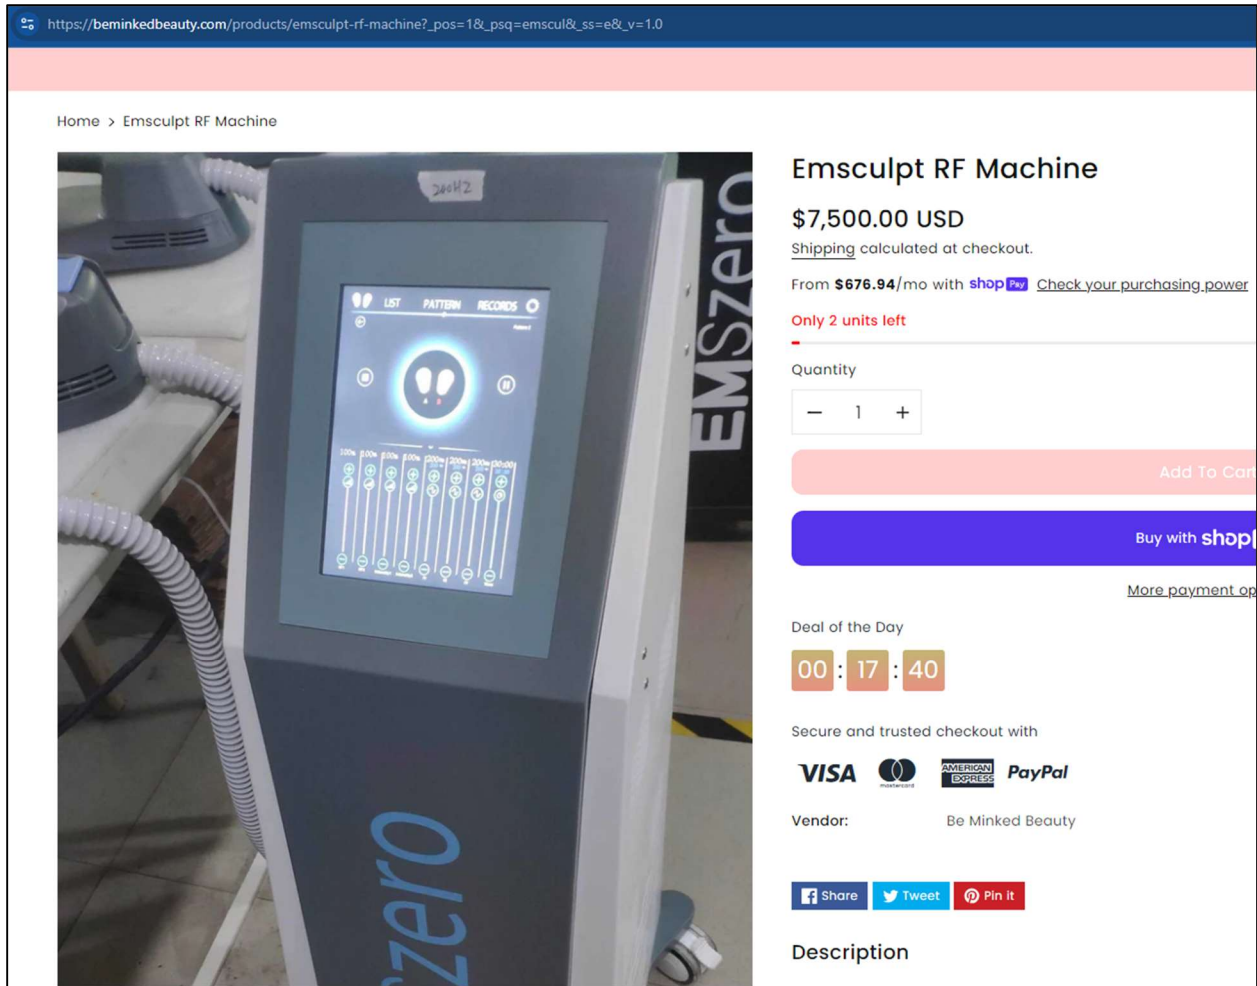 https://beminkedbeauty.com/products/emsculpt-rf-machine?_pos=1&_psq=emscul&_ss=e&_v=1.0
Home > Emsculpt RF Machine
200HZ
LIST PATTERN RECORDS
EMSzero
zero
Emsculpt RF Machine
$7,500.00 USD
Shipping calculated at checkout.
From $676.94/mo with shop Pay Check your purchasing power
Only 2 units left
Quantity
— 1 +
Add To Cart
Buy with shop
More payment op
Deal of the Day
00 : 17 : 40
Secure and trusted checkout with
VISA mastercard AMERICAN EXPRESS PayPal
Vendor: Be Minked Beauty
Share Tweet Pin it
Description